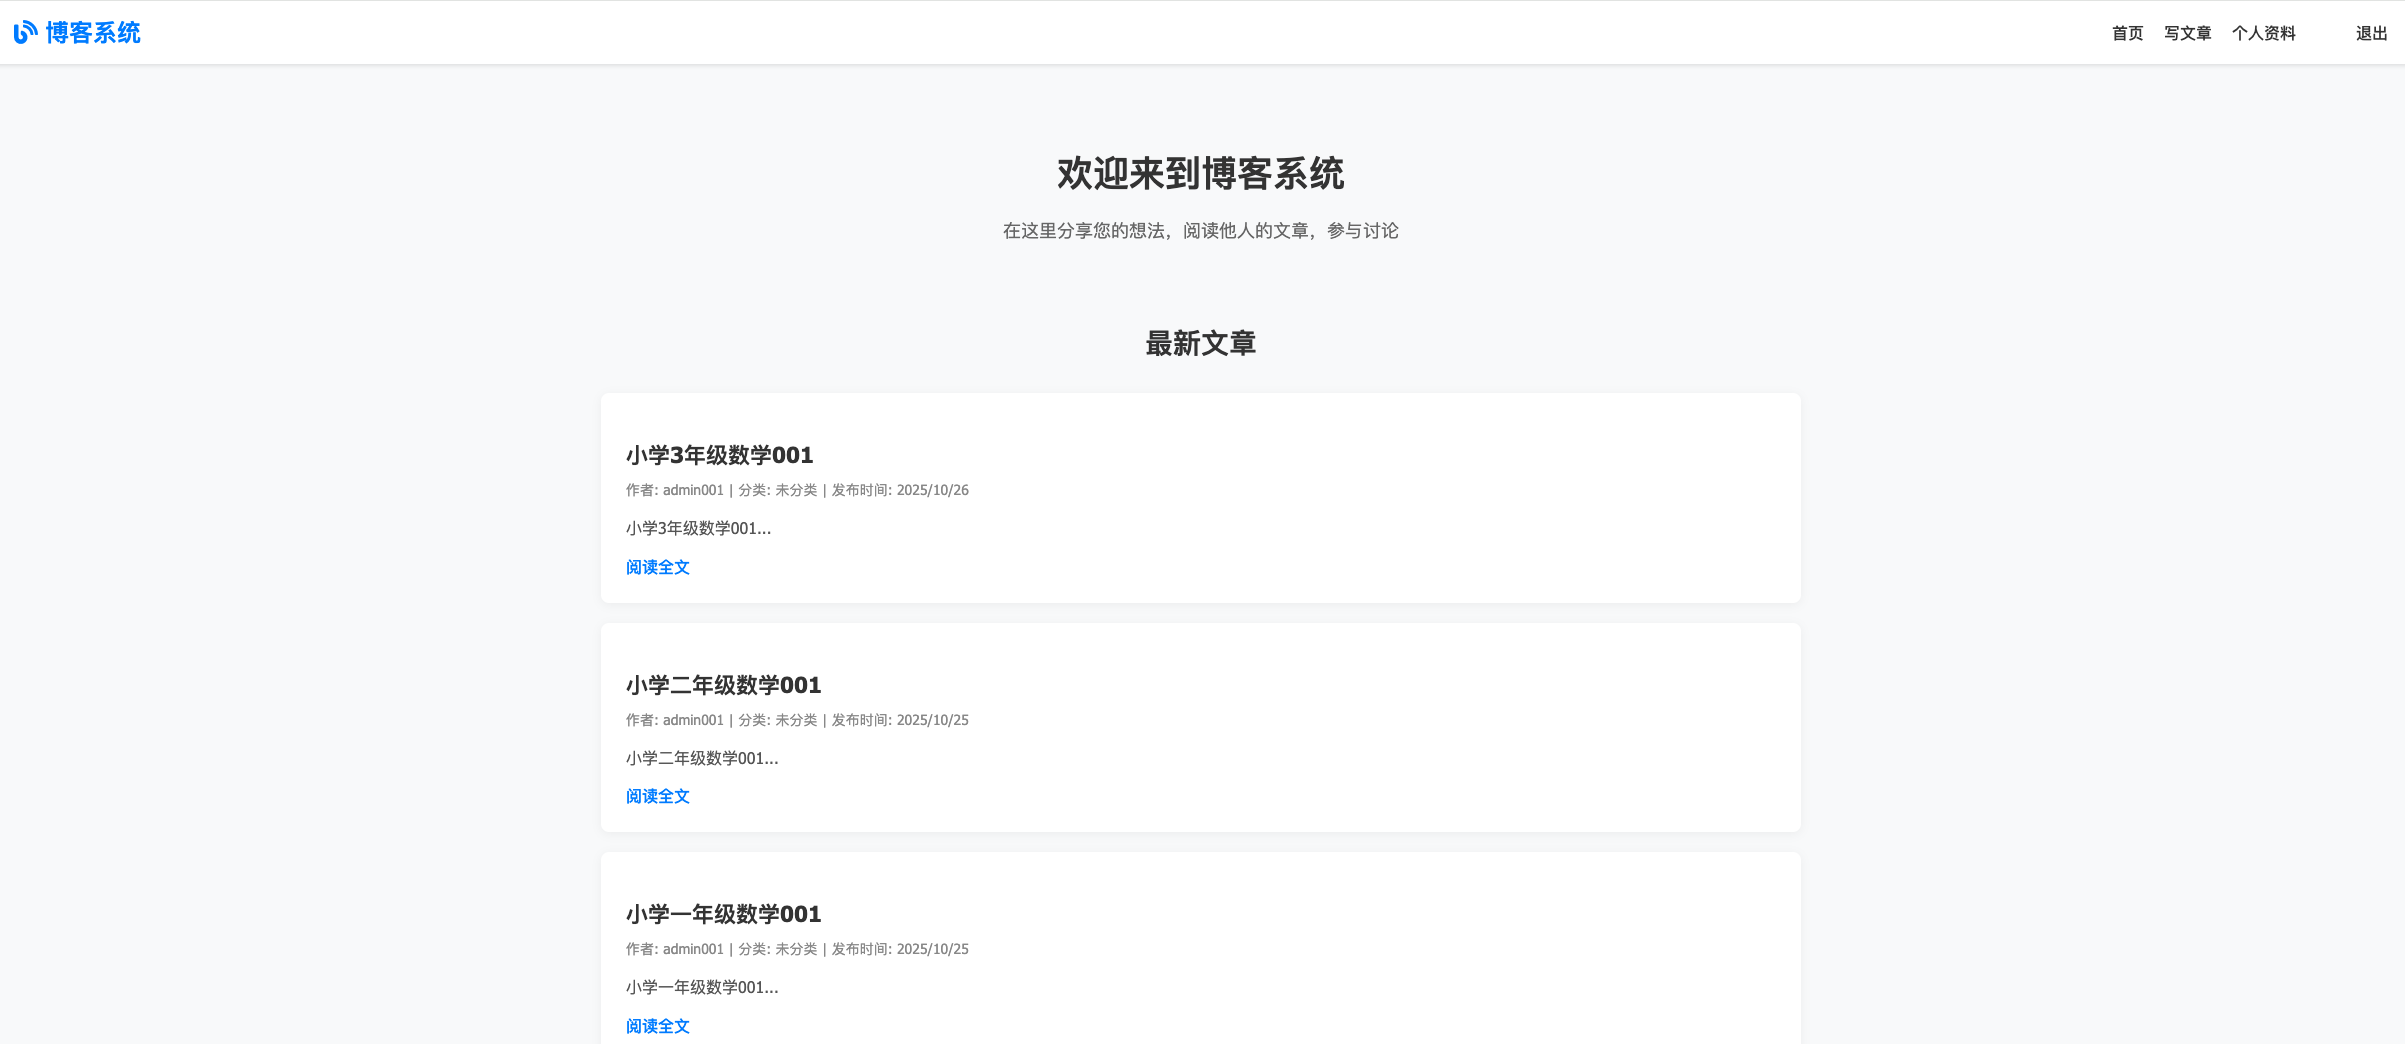 博客系统
首页 写文章 个人资料 退出
欢迎来到博客系统
在这里分享您的想法，阅读他人的文章，参与讨论
最新文章
小学3年级数学001
作者: admin001 | 分类: 未分类 | 发布时间: 2025/10/26
小学3年级数学001...
阅读全文
小学二年级数学001
作者: admin001 | 分类: 未分类 | 发布时间: 2025/10/25
小学二年级数学001...
阅读全文
小学一年级数学001
作者: admin001 | 分类: 未分类 | 发布时间: 2025/10/25
小学一年级数学001...
阅读全文